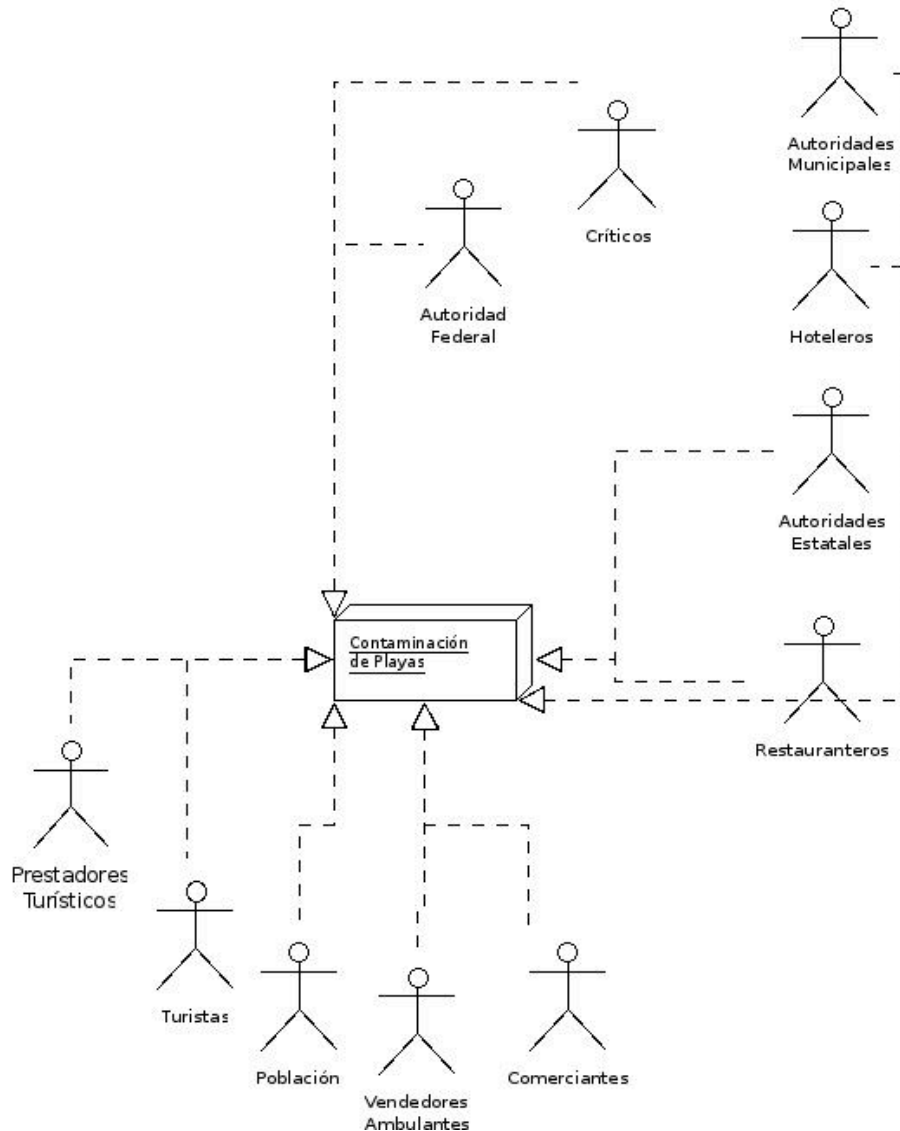 Autoridades
Municipales
Críticos
Autoridad
Federal
Hoteleros
Autoridades
Estatales
Contaminación
de Playas
Restauranteros
Prestadores
Turísticos
Turistas
Población
Vendedores
Ambulantes
Comerciantes